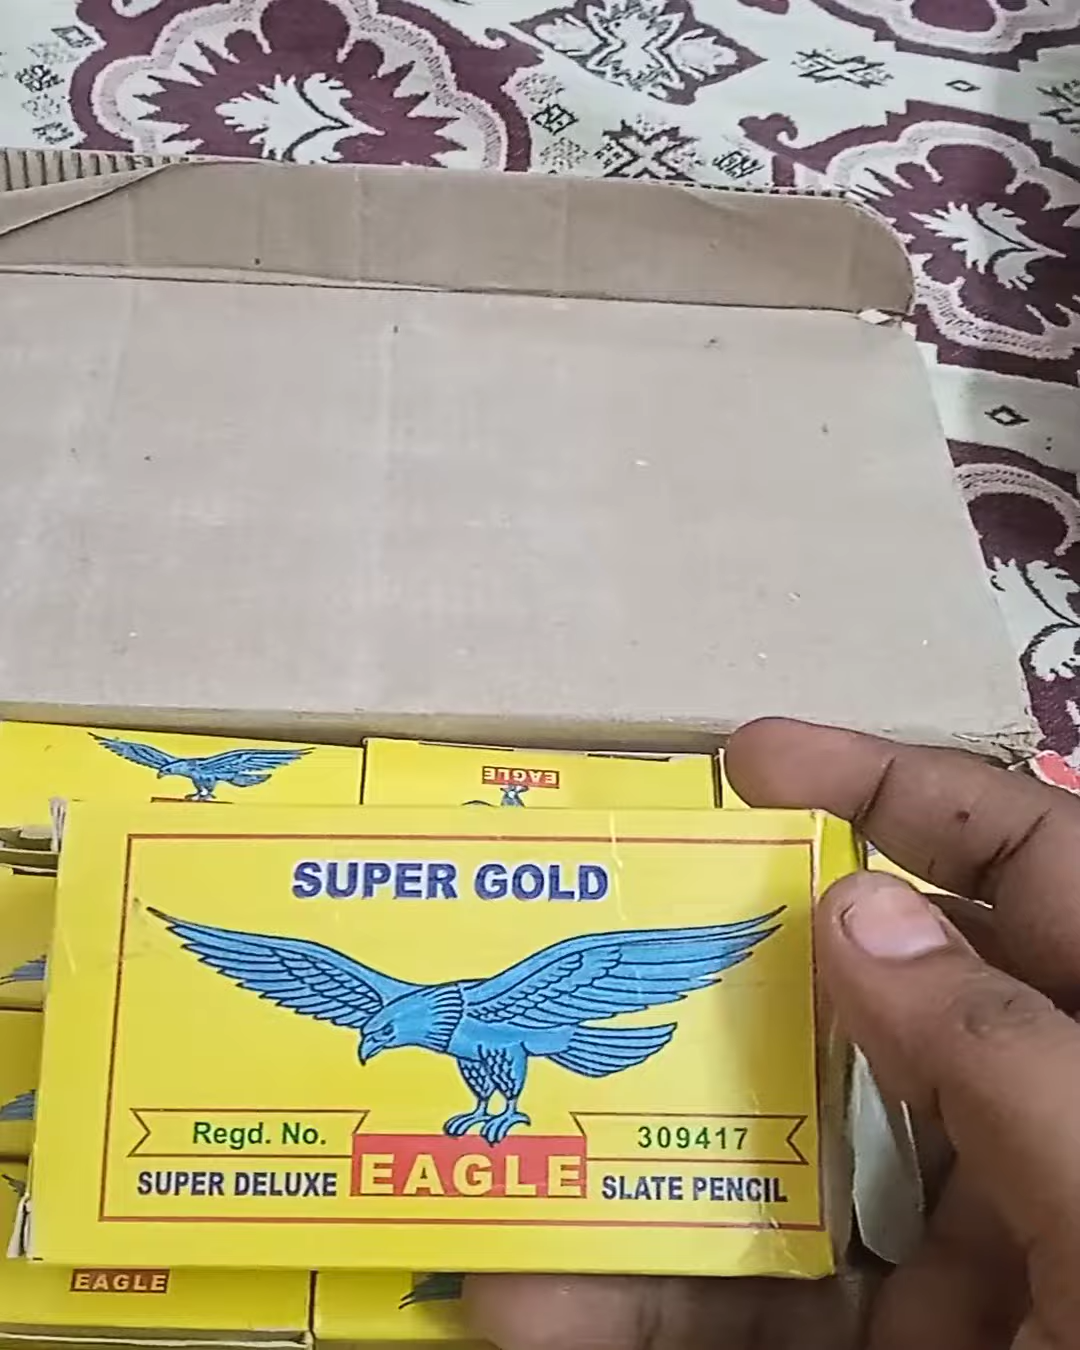 EAGLE
SUPER GOLD
Regd. No.
309417
SUPER DELUXE
EAGLE
SLATE PENCIL
EAGLE